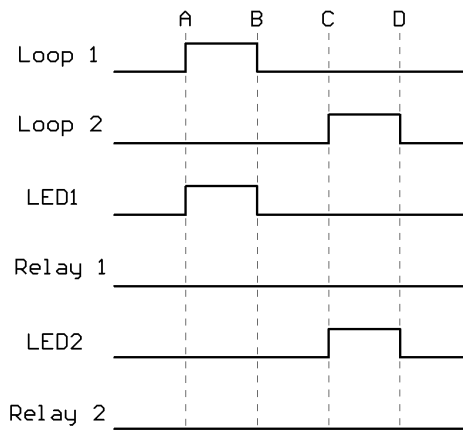 A B C D
Loop 1
Loop 2
LED1
Relay 1
LED2
Relay 2